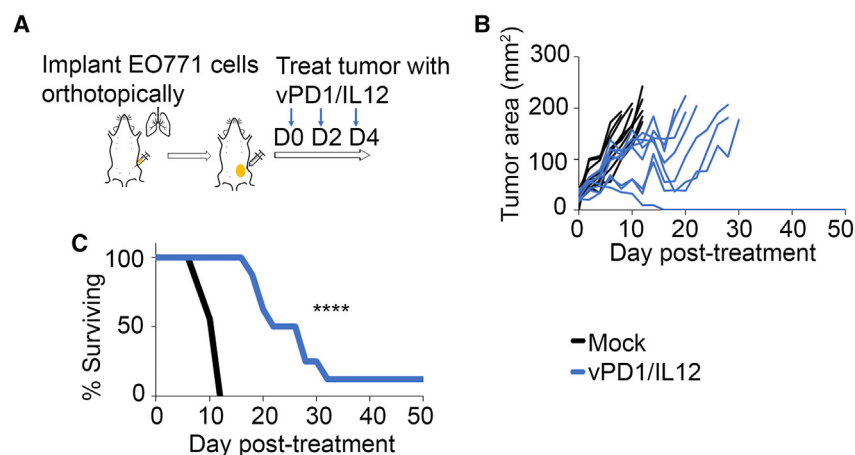 A
Implant EO771 cells
orthotopically
Treat tumor with
vPD1/IL12
D0 D2 D4
B
Tumor area (mm²)
300
200
100
0
0 10 20 30 40 50
Day post-treatment
C
% Surviving
100
50
0
0 10 20 30 40 50
Day post-treatment
****
Mock
vPD1/IL12